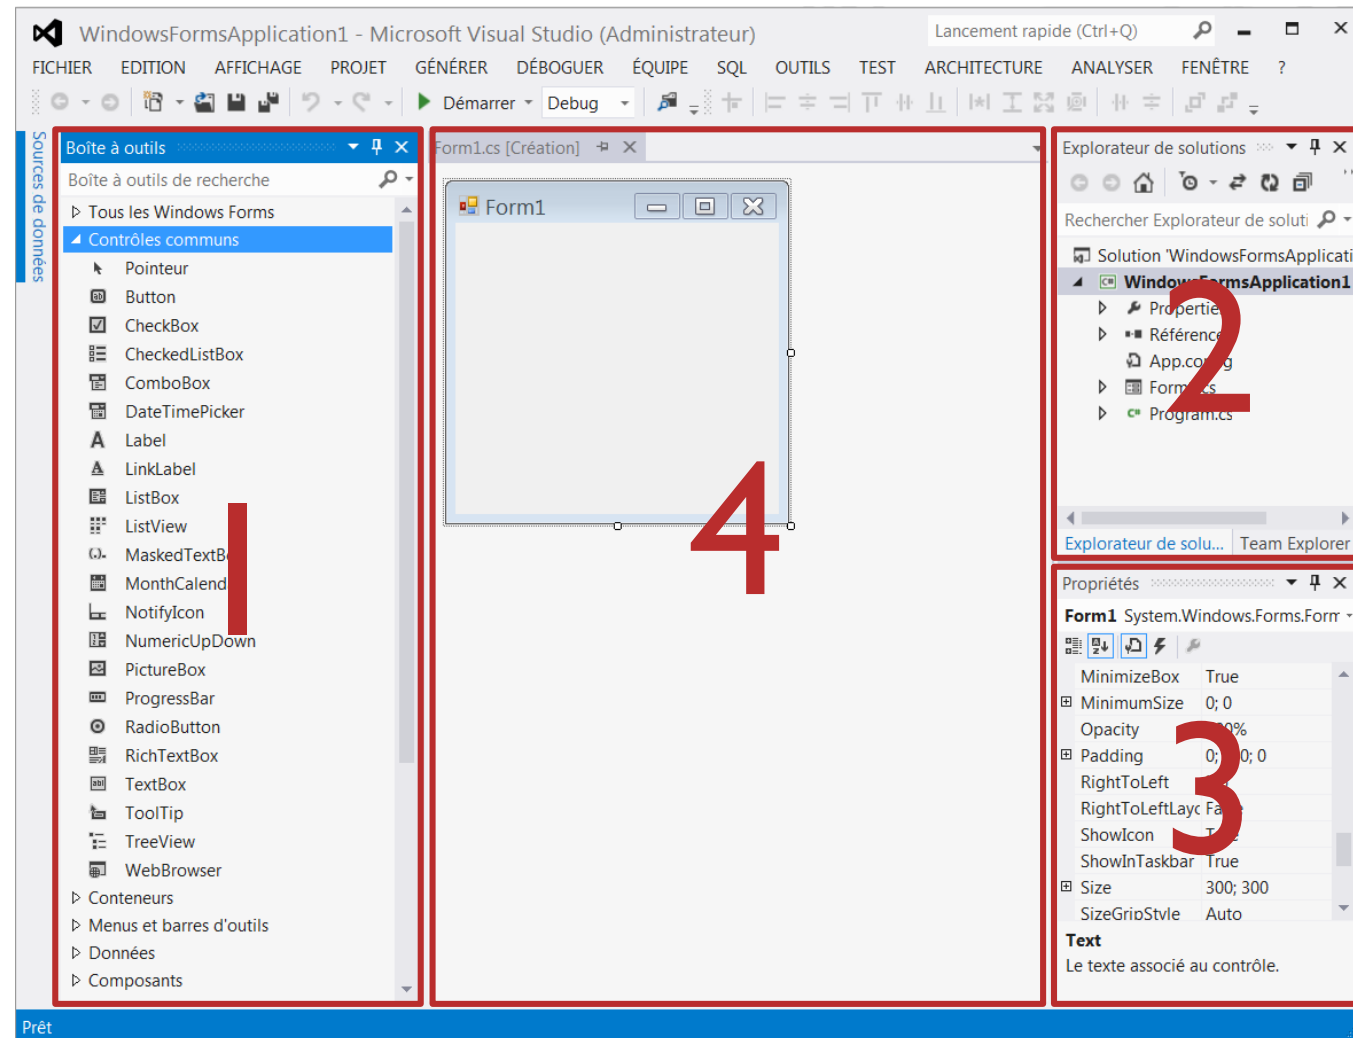 WindowsFormsApplication1 - Microsoft Visual Studio (Administrateur)
Lancement rapide (Ctrl+Q)
FICHIER EDITION AFFICHAGE PROJET GÉNÉRER DÉBOGUER ÉQUIPE SQL OUTILS TEST ARCHITECTURE ANALYSER FENÊTRE ?
Démarrer Debug
Sources de données
Boîte à outils
Boîte à outils de recherche
Tous les Windows Forms
Contrôles communs
Pointeur
Button
CheckBox
CheckedListBox
ComboBox
DateTimePicker
Label
LinkLabel
ListBox
ListView
MaskedTextB
MonthCalend
NotifyIcon
NumericUpDown
PictureBox
ProgressBar
RadioButton
RichTextBox
TextBox
ToolTip
TreeView
WebBrowser
Conteneurs
Menus et barres d'outils
Données
Composants
1
Form1.cs [Création]
Form1
4
Explorateur de solutions
Rechercher Explorateur de soluti
Solution 'WindowsFormsApplicati
WindowsFormsApplication1
Propertie
Référence
App.config
Form1.cs
Program.cs
2
Explorateur de solu... Team Explorer
Propriétés
Form1 System.Windows.Forms.Form
MinimizeBox True
MinimumSize 0; 0
Opacity 100%
Padding 0; 0; 0; 0
RightToLeft
RightToLeftLayc False
ShowIcon True
ShowInTaskbar True
Size 300; 300
SizeGripStyle Auto
3
Text
Le texte associé au contrôle.
Prêt